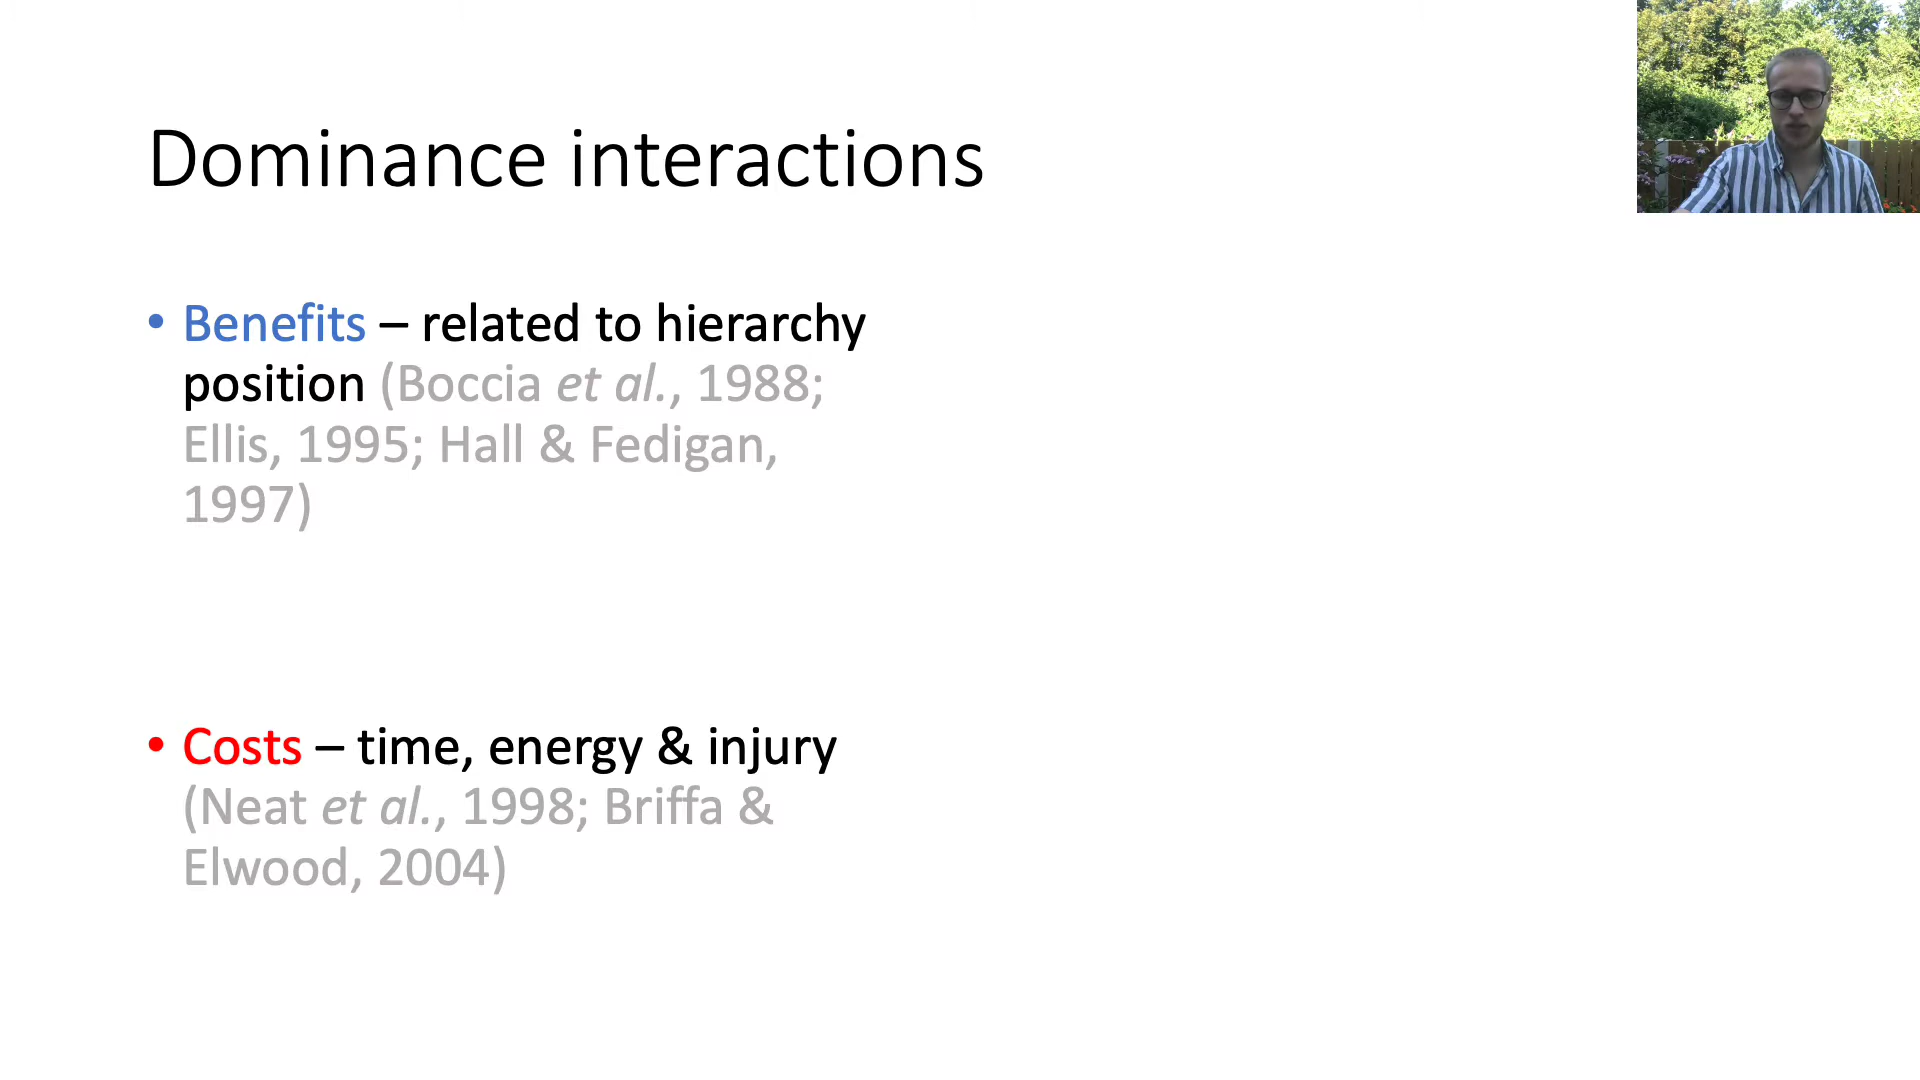 Dominance interactions
• Benefits – related to hierarchy
position (Boccia et al., 1988;
Ellis, 1995; Hall & Fedigan,
1997)
• Costs – time, energy & injury
(Neat et al., 1998; Briffa &
Elwood, 2004)